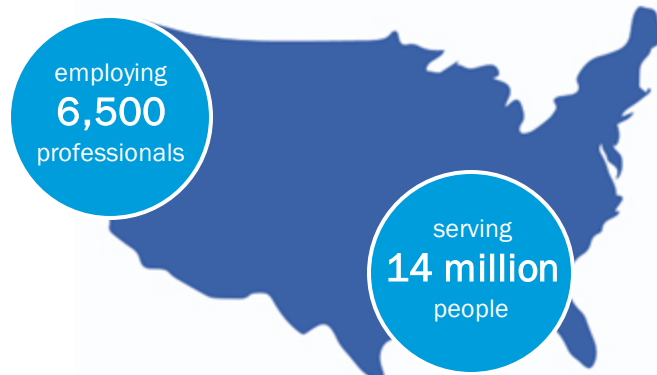 employing
6,500
professionals
serving
14 million
people